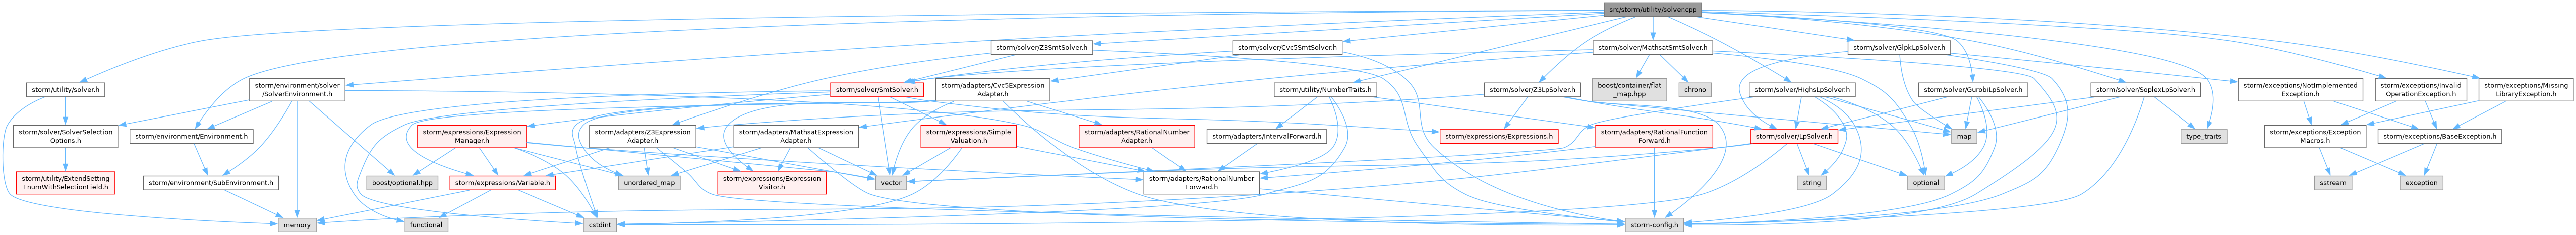 src/storm/utility/solver.cpp
storm/solver/Z3SmtSolver.h
storm/solver/Cvc5SmtSolver.h
storm/solver/MathsatSmtSolver.h
storm/solver/GlpkLpSolver.h
storm/utility/solver.h
storm/environment/solver
/SolverEnvironment.h
storm/solver/SmtSolver.h
storm/adapters/Cvc5Expression
Adapter.h
storm/utility/NumberTraits.h
storm/solver/Z3LpSolver.h
boost/container/flat
_map.hpp
chrono
storm/solver/HighsLpSolver.h
storm/solver/GurobiLpSolver.h
storm/solver/SoplexLpSolver.h
storm/exceptions/NotImplemented
Exception.h
storm/exceptions/Invalid
OperationException.h
storm/exceptions/Missing
LibraryException.h
storm/solver/SolverSelection
Options.h
storm/environment/Environment.h
storm/expressions/Expression
Manager.h
storm/adapters/Z3Expression
Adapter.h
storm/adapters/MathsatExpression
Adapter.h
storm/expressions/Simple
Valuation.h
storm/adapters/RationalNumber
Adapter.h
storm/adapters/IntervalForward.h
storm/expressions/Expressions.h
storm/adapters/RationalFunction
Forward.h
storm/solver/LpSolver.h
map
type_traits
storm/exceptions/Exception
Macros.h
storm/exceptions/BaseException.h
storm/utility/ExtendSetting
EnumWithSelectionField.h
storm/environment/SubEnvironment.h
boost/optional.hpp
storm/expressions/Variable.h
unordered_map
storm/expressions/Expression
Visitor.h
vector
storm/adapters/RationalNumber
Forward.h
string
optional
sstream
exception
memory
functional
cstdint
storm-config.h